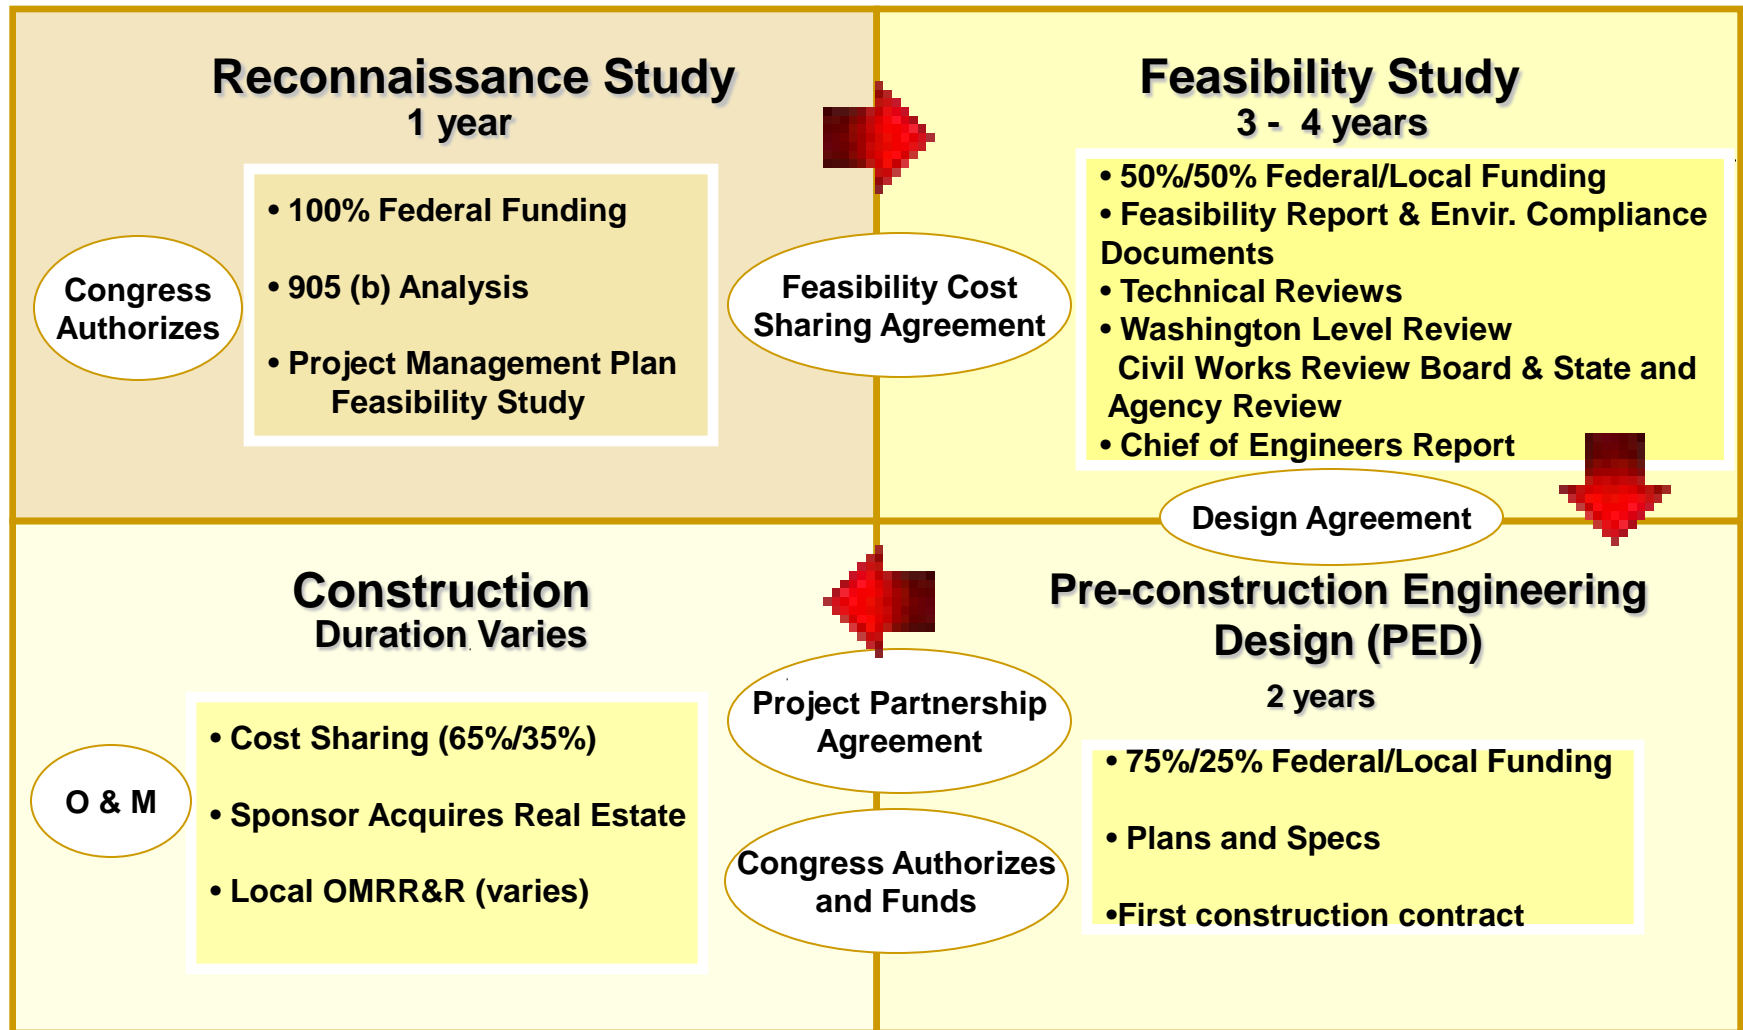 Reconnaissance Study
1 year
• 100% Federal Funding
• 905 (b) Analysis
• Project Management Plan
Feasibility Study
Congress
Authorizes
Feasibility Cost
Sharing Agreement
Feasibility Study
3 - 4 years
• 50%/50% Federal/Local Funding
• Feasibility Report & Envir. Compliance
Documents
• Technical Reviews
• Washington Level Review
Civil Works Review Board & State and
Agency Review
• Chief of Engineers Report
Design Agreement
Pre-construction Engineering
Design (PED)
2 years
• 75%/25% Federal/Local Funding
• Plans and Specs
•First construction contract
Project Partnership
Agreement
Congress Authorizes
and Funds
Construction
Duration Varies
• Cost Sharing (65%/35%)
• Sponsor Acquires Real Estate
• Local OMRR&R (varies)
O & M